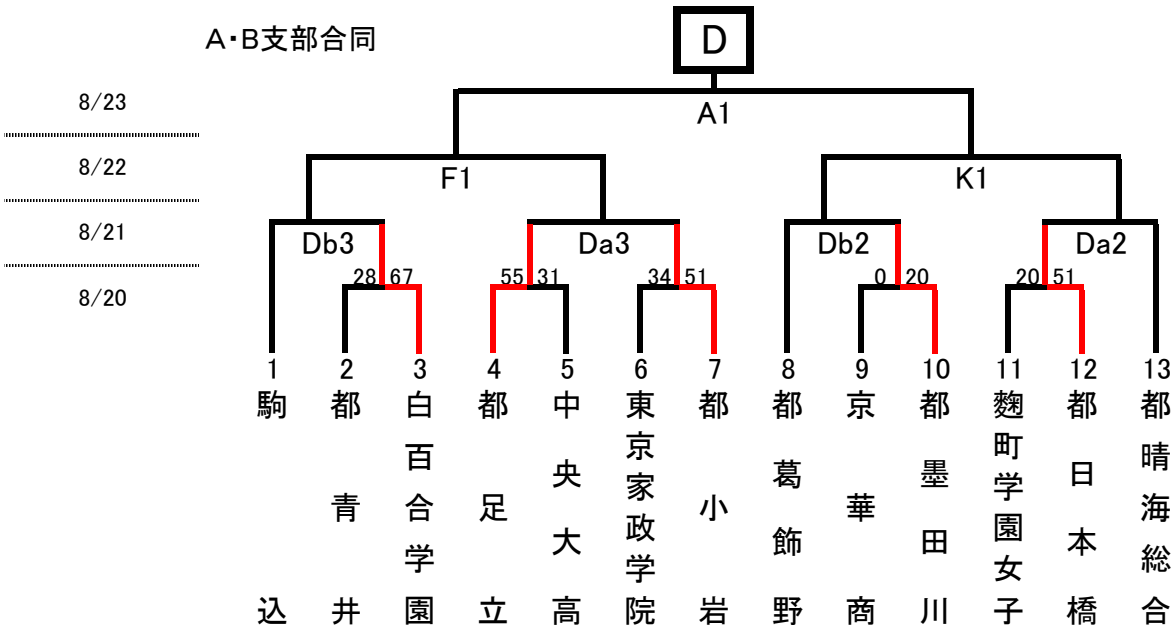 A・B支部合同
D
8/23
A1
8/22
F1
K1
8/21
Db3
Da3
Db2
Da2
8/20
28 67
55 31
34 51
0 20
20 51
1 2 3 4 5 6 7 8 9 10 11 12 13
駒込
都青井
白百合学園
都足立
中央大高
東京家政学院
都小岩
都葛飾野
京華商
都墨田川
麴町学園女子
都日本橋
都晴海総合